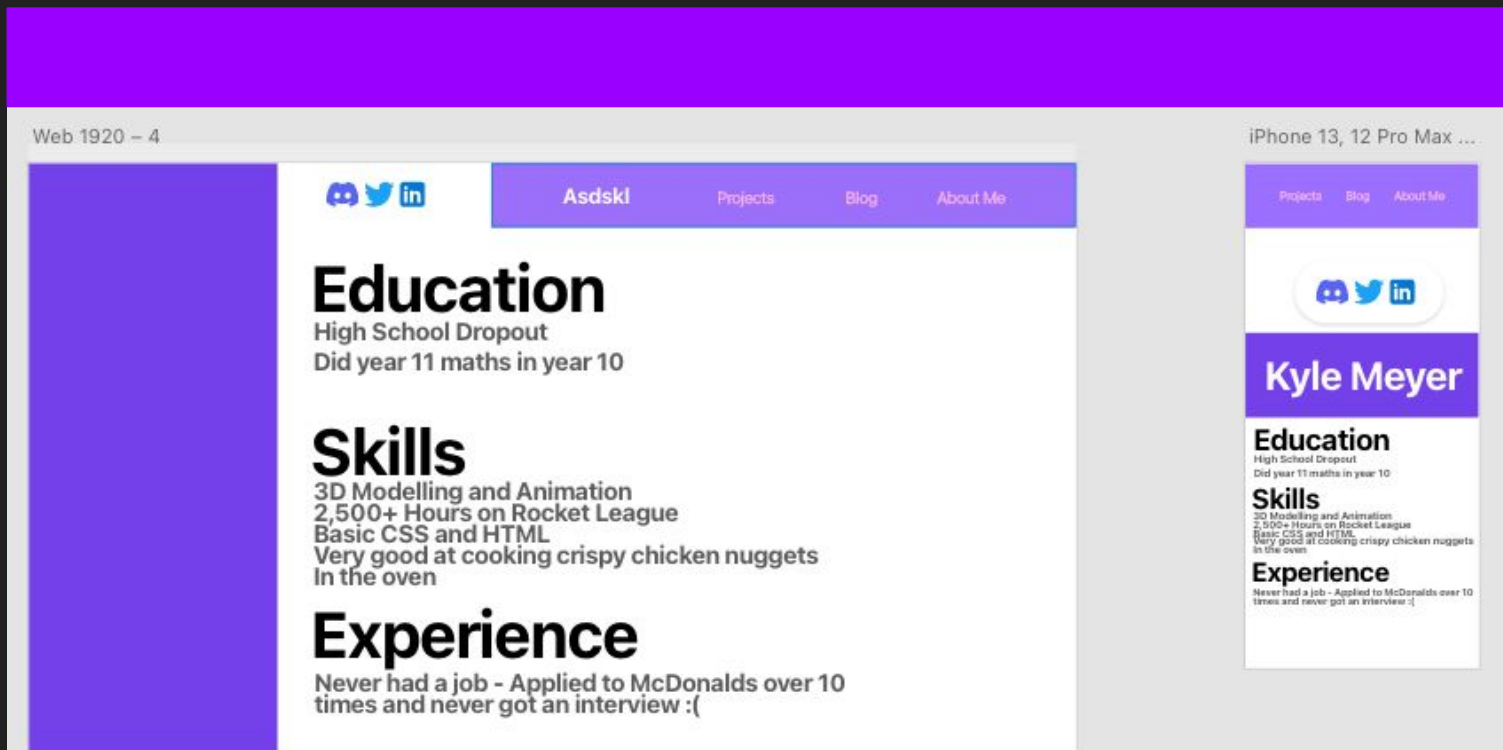 Web 1920 – 4
in
Asdskl
Projects
Blog
About Me
Education
High School Dropout
Did year 11 maths in year 10
Skills
3D Modelling and Animation
2,500+ Hours on Rocket League
Basic CSS and HTML
Very good at cooking crispy chicken nuggets
In the oven
Experience
Never had a job - Applied to McDonalds over 10
times and never got an interview :(
iPhone 13, 12 Pro Max ...
Projects
Blog
About Me
in
Kyle Meyer
Education
High School Dropout
Did year 11 maths in year 10
Skills
3D Modelling and Animation
2,500+ Hours on Rocket League
Basic CSS and HTML
Very good at cooking crispy chicken nuggets
In the oven
Experience
Never had a job - Applied to McDonalds over 10
times and never got an interview :(